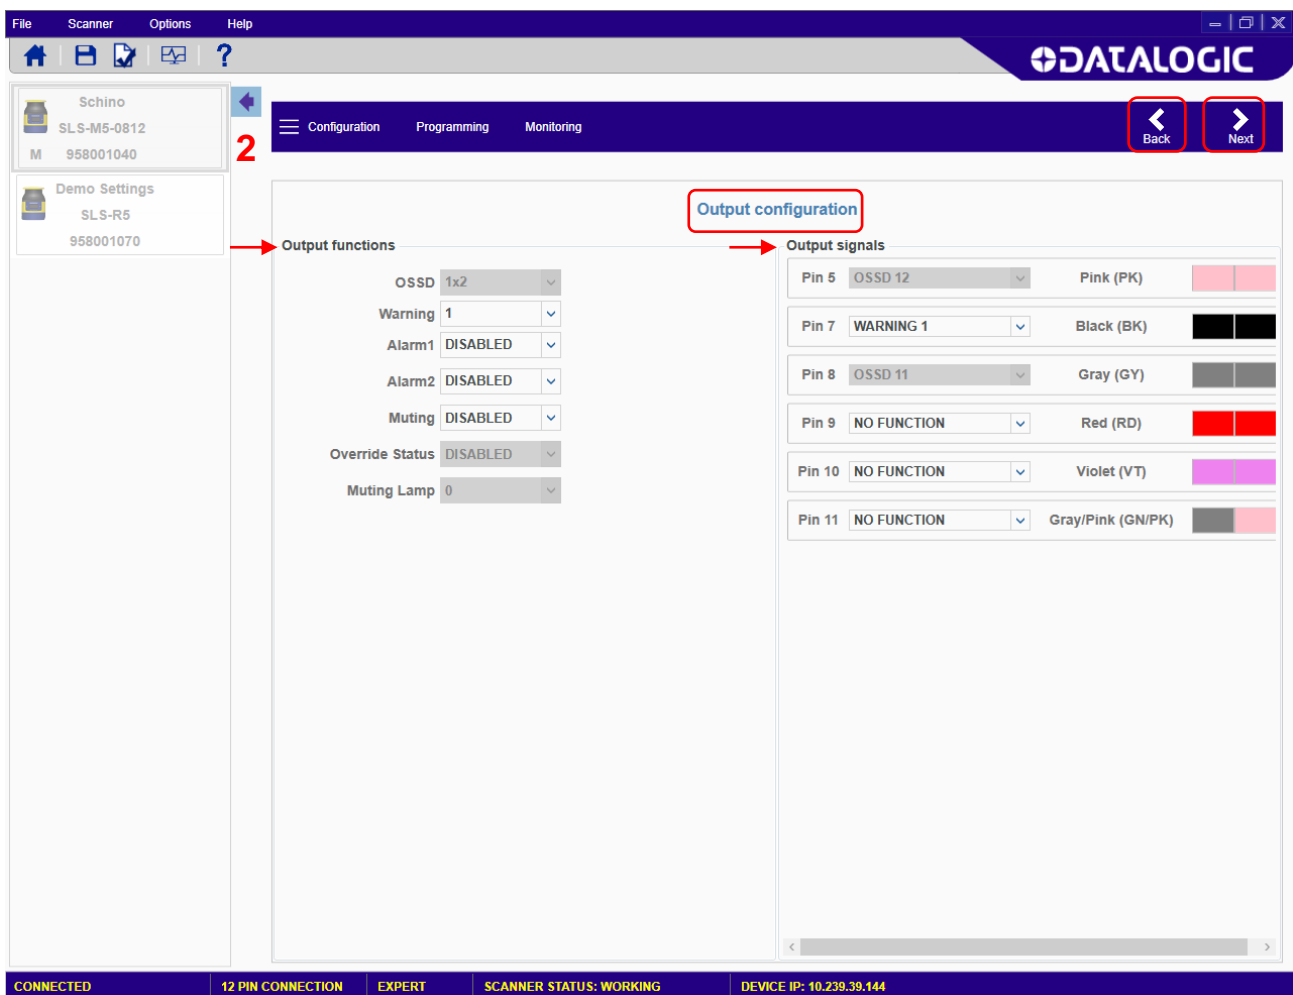 File Scanner Options Help
DATALOGIC
Schino
SLS-M5-0812
M 958001040
2
Configuration Programming Monitoring
Back Next
Demo Settings
SLS-R5
958001070
Output configuration
Output functions
OSSD 1x2
Warning 1
Alarm1 DISABLED
Alarm2 DISABLED
Muting DISABLED
Override Status DISABLED
Muting Lamp 0
Output signals
Pin 5 OSSD 12 Pink (PK)
Pin 7 WARNING 1 Black (BK)
Pin 8 OSSD 11 Gray (GY)
Pin 9 NO FUNCTION Red (RD)
Pin 10 NO FUNCTION Violet (VT)
Pin 11 NO FUNCTION Gray/Pink (GN/PK)
CONNECTED 12 PIN CONNECTION EXPERT SCANNER STATUS: WORKING DEVICE IP: 10.239.39.144